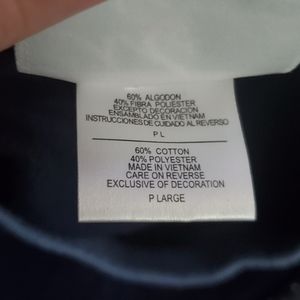 60% ALGODON
40% FIBRA POLIESTER
EXCEPTO DECORACIÓN
ENSAMBLADO EN VIETNAM
INSTRUCCIONES DE CUIDADO AL REVERSO
P L
60% COTTON
40% POLYESTER
MADE IN VIETNAM
CARE ON REVERSE
EXCLUSIVE OF DECORATION
P LARGE